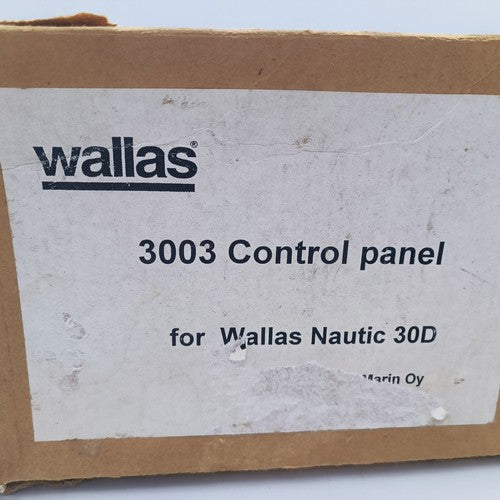 wallas®
3003 Control panel
for Wallas Nautic 30D
Marin Oy